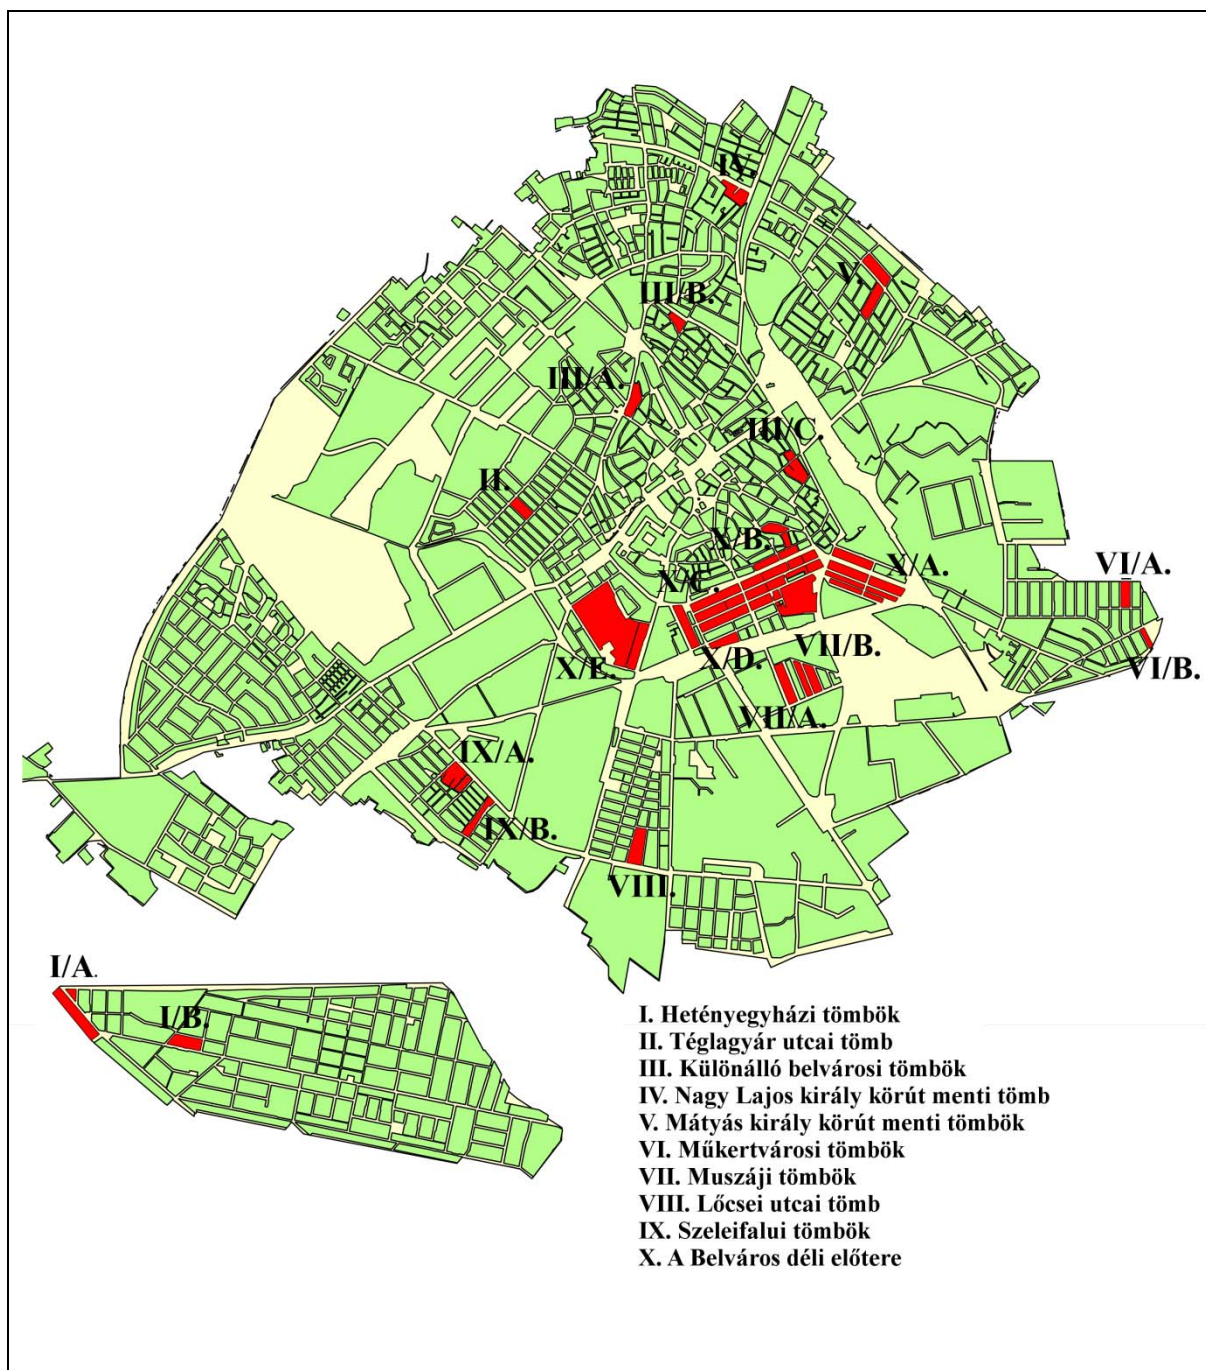 IV.
V.
III/B.
III/A.
III/C.
II.
X/B.
X/A.
VI/A.
X/C.
VII/B.
X/E.
X/D.
VI/B.
VII/A.
IX/A.
IX/B.
VIII.
I/A.
I/B.
I. Hetényegyházi tömbök
II. Téglagyár utcai tömb
III. Különálló belvárosi tömbök
IV. Nagy Lajos király körút menti tömb
V. Mátyás király körút menti tömbök
VI. Műkertvárosi tömbök
VII. Muszáji tömbök
VIII. Lőcsei utcai tömb
IX. Szeleifalui tömbök
X. A Belváros déli előtere